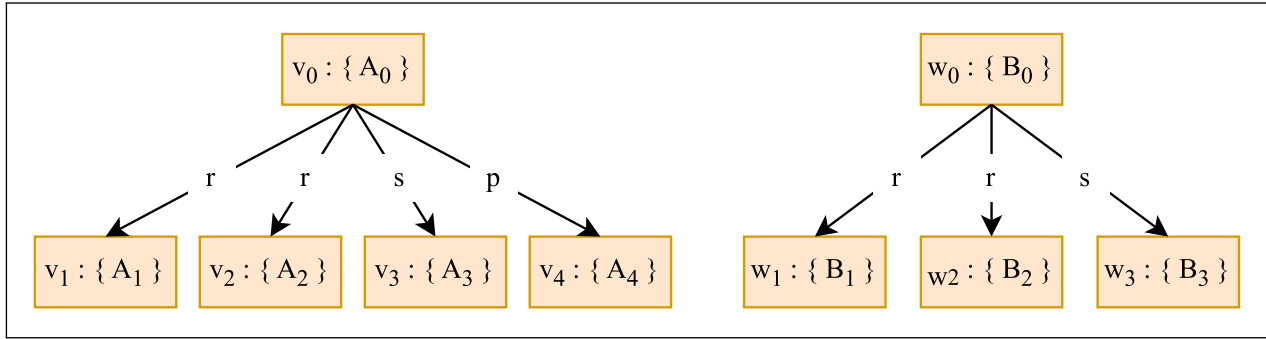 v₀ : { A₀ } w₀ : { B₀ }
r r s p r r s
v₁ : { A₁ } v₂ : { A₂ } v₃ : { A₃ } v₄ : { A₄ } w₁ : { B₁ } w2 : { B₂ } w₃ : { B₃ }